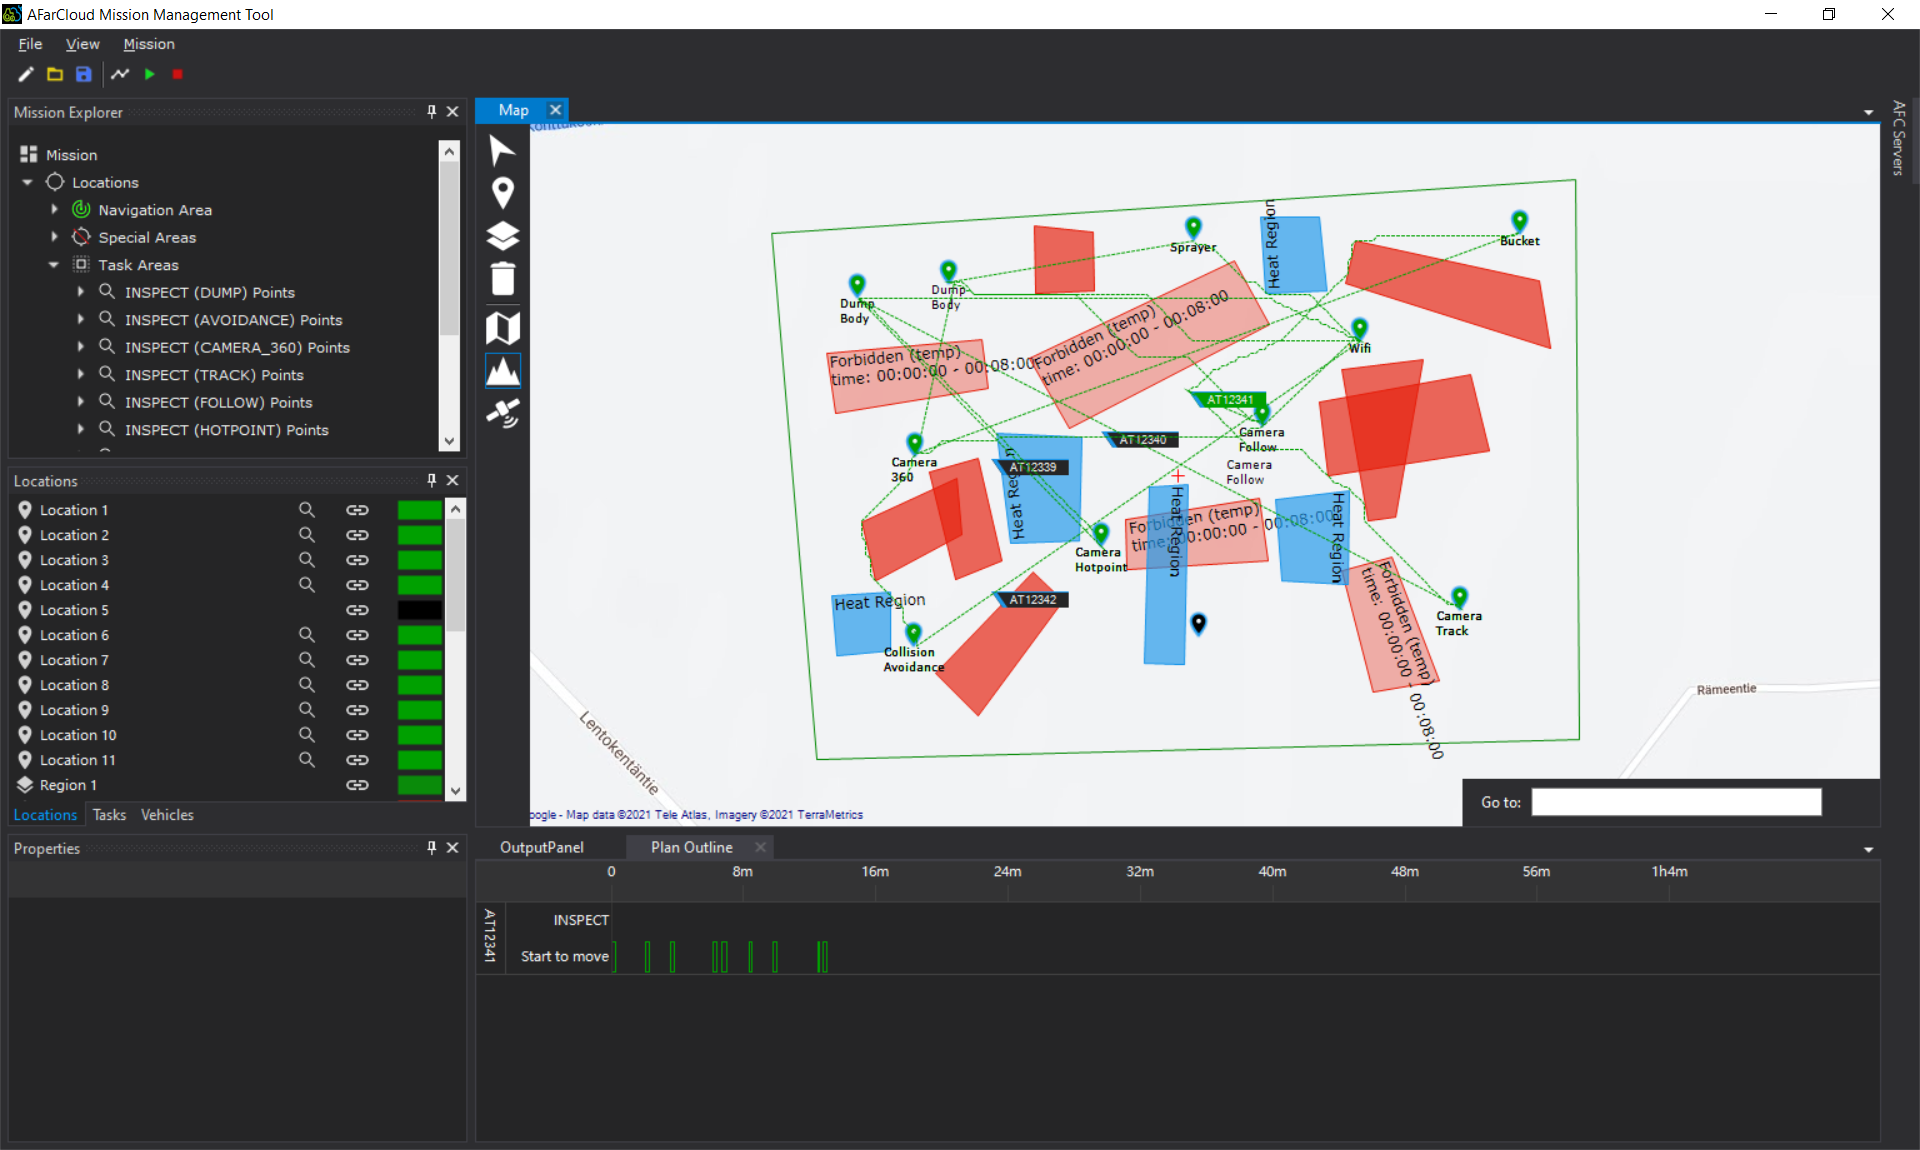 AFarCloud Mission Management Tool
File View Mission
Mission Explorer
Mission
Locations
Navigation Area
Special Areas
Task Areas
INSPECT (DUMP) Points
INSPECT (AVOIDANCE) Points
INSPECT (CAMERA_360) Points
INSPECT (TRACK) Points
INSPECT (FOLLOW) Points
INSPECT (HOTPOINT) Points
Locations
Location 1
Location 2
Location 3
Location 4
Location 5
Location 6
Location 7
Location 8
Location 9
Location 10
Location 11
Region 1
Locations Tasks Vehicles
Properties
Map
AFC Servers
Sprayer
Heat Region
Bucket
Dump
Body
Dump
Body
Forbidden (temp)
time: 00:00:00 - 00:08:00
Forbidden (temp)
time: 00:00:00 - 00:08:00
Wifi
AT12341
Camera
Follow
Camera
Follow
AT12340
AT12339
Camera
360
Heat Region
Heat Region
Forbidden (temp)
time: 00:00:00 - 00:08:00
Heat Region
Camera
Hotpoint
Forbidden (temp)
time: 00:00:00 - 00:08:00
Heat Region
AT12342
Camera
Track
Collision
Avoidance
Rämeentie
Lentokentäntie
oogle - Map data ©2021 Tele Atlas, Imagery ©2021 TerraMetrics
Go to:
OutputPanel Plan Outline
0 8m 16m 24m 32m 40m 48m 56m 1h4m
AT12341
INSPECT
Start to move